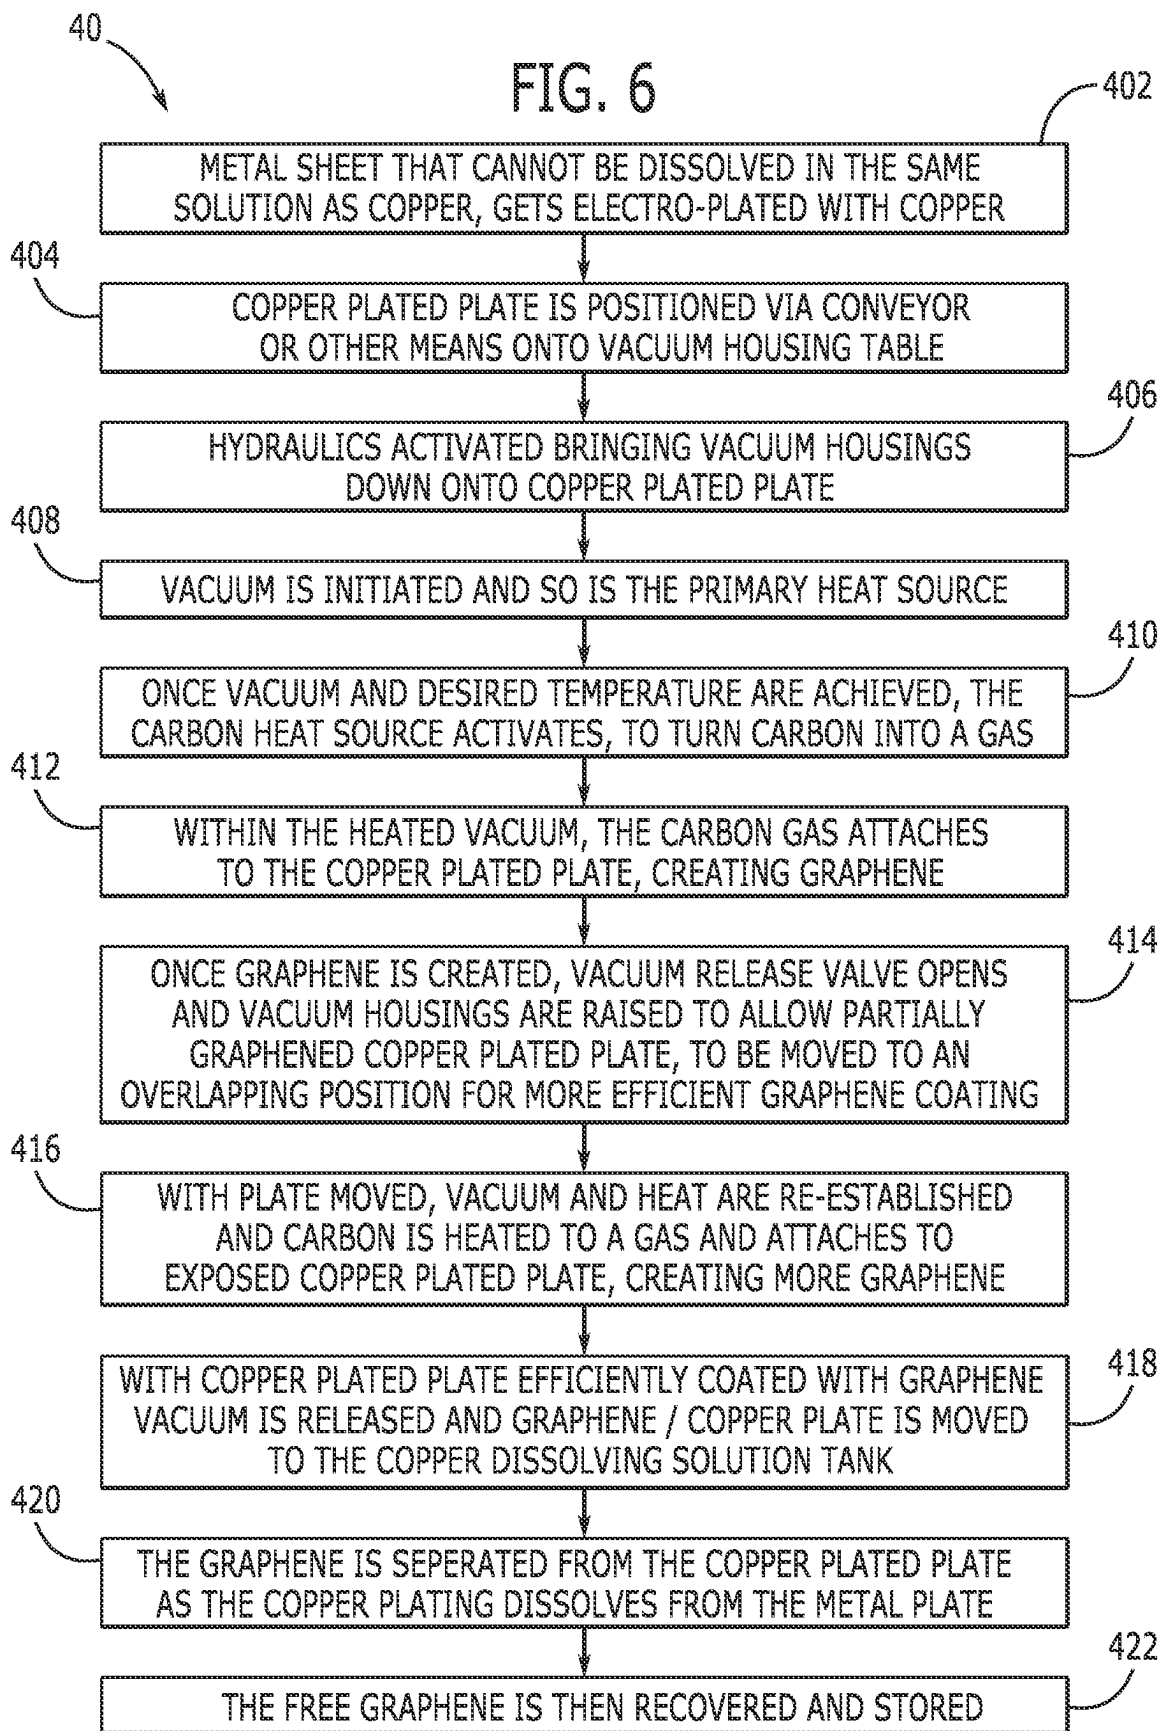 40
FIG. 6
402
METAL SHEET THAT CANNOT BE DISSOLVED IN THE SAME
SOLUTION AS COPPER, GETS ELECTRO-PLATED WITH COPPER
404
COPPER PLATED PLATE IS POSITIONED VIA CONVEYOR
OR OTHER MEANS ONTO VACUUM HOUSING TABLE
406
HYDRAULICS ACTIVATED BRINGING VACUUM HOUSINGS
DOWN ONTO COPPER PLATED PLATE
408
VACUUM IS INITIATED AND SO IS THE PRIMARY HEAT SOURCE
410
ONCE VACUUM AND DESIRED TEMPERATURE ARE ACHIEVED, THE
CARBON HEAT SOURCE ACTIVATES, TO TURN CARBON INTO A GAS
412
WITHIN THE HEATED VACUUM, THE CARBON GAS ATTACHES
TO THE COPPER PLATED PLATE, CREATING GRAPHENE
414
ONCE GRAPHENE IS CREATED, VACUUM RELEASE VALVE OPENS
AND VACUUM HOUSINGS ARE RAISED TO ALLOW PARTIALLY
GRAPHENED COPPER PLATED PLATE, TO BE MOVED TO AN
OVERLAPPING POSITION FOR MORE EFFICIENT GRAPHENE COATING
416
WITH PLATE MOVED, VACUUM AND HEAT ARE RE-ESTABLISHED
AND CARBON IS HEATED TO A GAS AND ATTACHES TO
EXPOSED COPPER PLATED PLATE, CREATING MORE GRAPHENE
418
WITH COPPER PLATED PLATE EFFICIENTLY COATED WITH GRAPHENE
VACUUM IS RELEASED AND GRAPHENE / COPPER PLATE IS MOVED
TO THE COPPER DISSOLVING SOLUTION TANK
420
THE GRAPHENE IS SEPERATED FROM THE COPPER PLATED PLATE
AS THE COPPER PLATING DISSOLVES FROM THE METAL PLATE
422
THE FREE GRAPHENE IS THEN RECOVERED AND STORED